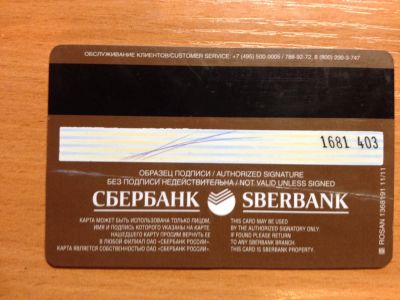 ОБСЛУЖИВАНИЕ КЛИЕНТОВ/CUSTOMER SERVICE: +7 (495) 500-0005 / 788-92-72, 8 (800) 200-3-747
1681 403
ОБРАЗЕЦ ПОДПИСИ / AUTHORIZED SIGNATURE
БЕЗ ПОДПИСИ НЕДЕЙСТВИТЕЛЬНА / NOT VALID UNLESS SIGNED
СБЕРБАНК SBERBANK
КАРТА МОЖЕТ БЫТЬ ИСПОЛЬЗОВАНА ТОЛЬКО ЛИЦОМ,
ИМЯ И ПОДПИСЬ КОТОРОГО УКАЗАНЫ НА КАРТЕ
НАШЕДШЕГО КАРТУ ПРОСИМ ВЕРНУТЬ ЕЕ
В ЛЮБОЙ ФИЛИАЛ ОАО «СБЕРБАНК РОССИИ»
КАРТА ЯВЛЯЕТСЯ СОБСТВЕННОСТЬЮ ОАО «СБЕРБАНК РОССИИ»
THIS CARD MAY BE USED
BY THE AUTHORIZED SIGNATORY ONLY
IF FOUND PLEASE RETURN
TO ANY SBERBANK BRANCH
THIS CARD IS SBERBANK PROPERTY.
ROSAN 1368191 11/11